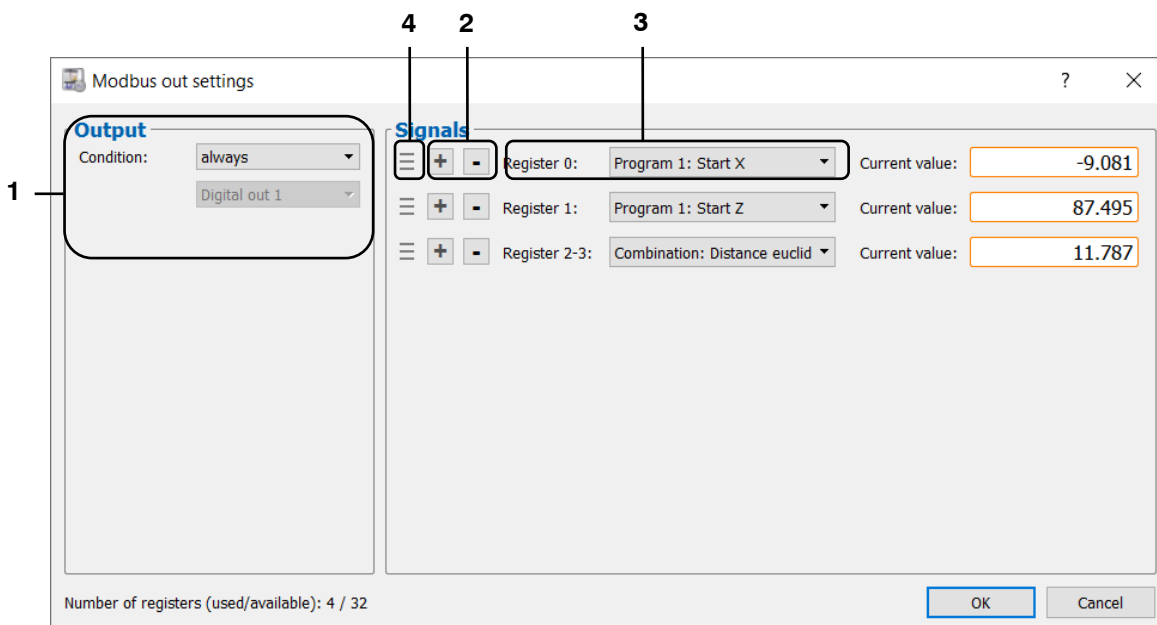 4 2 3
Modbus out settings ? ×
Output
Condition: always
Digital out 1
1
Signals
+ - Register 0: Program 1: Start X Current value: -9.081
+ - Register 1: Program 1: Start Z Current value: 87.495
+ - Register 2-3: Combination: Distance euclid Current value: 11.787
Number of registers (used/available): 4 / 32
OK Cancel